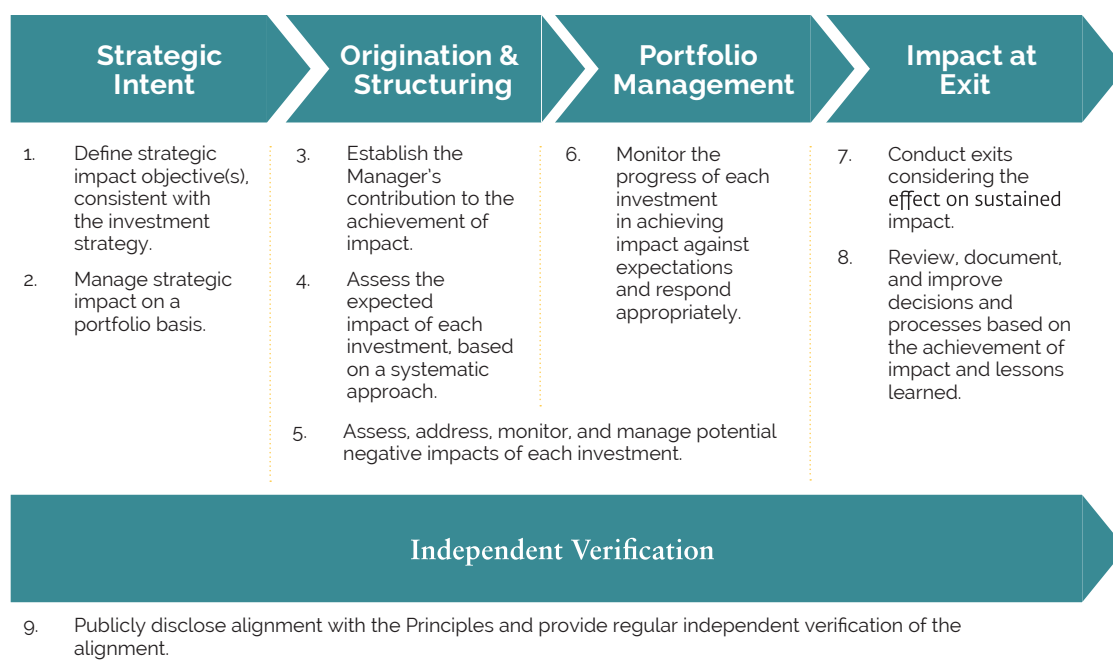 Strategic
Intent
Origination &
Structuring
Portfolio
Management
Impact at
Exit
1. Define strategic
impact objective(s),
consistent with
the investment
strategy.
2. Manage strategic
impact on a
portfolio basis.
3. Establish the
Manager's
contribution to the
achievement of
impact.
4. Assess the
expected
impact of each
investment, based
on a systematic
approach.
6. Monitor the
progress of each
investment
in achieving
impact against
expectations
and respond
appropriately.
5. Assess, address, monitor, and manage potential
negative impacts of each investment.
7. Conduct exits
considering the
effect on sustained
impact.
8. Review, document,
and improve
decisions and
processes based on
the achievement of
impact and lessons
learned.
Independent Verification
9. Publicly disclose alignment with the Principles and provide regular independent verification of the
alignment.